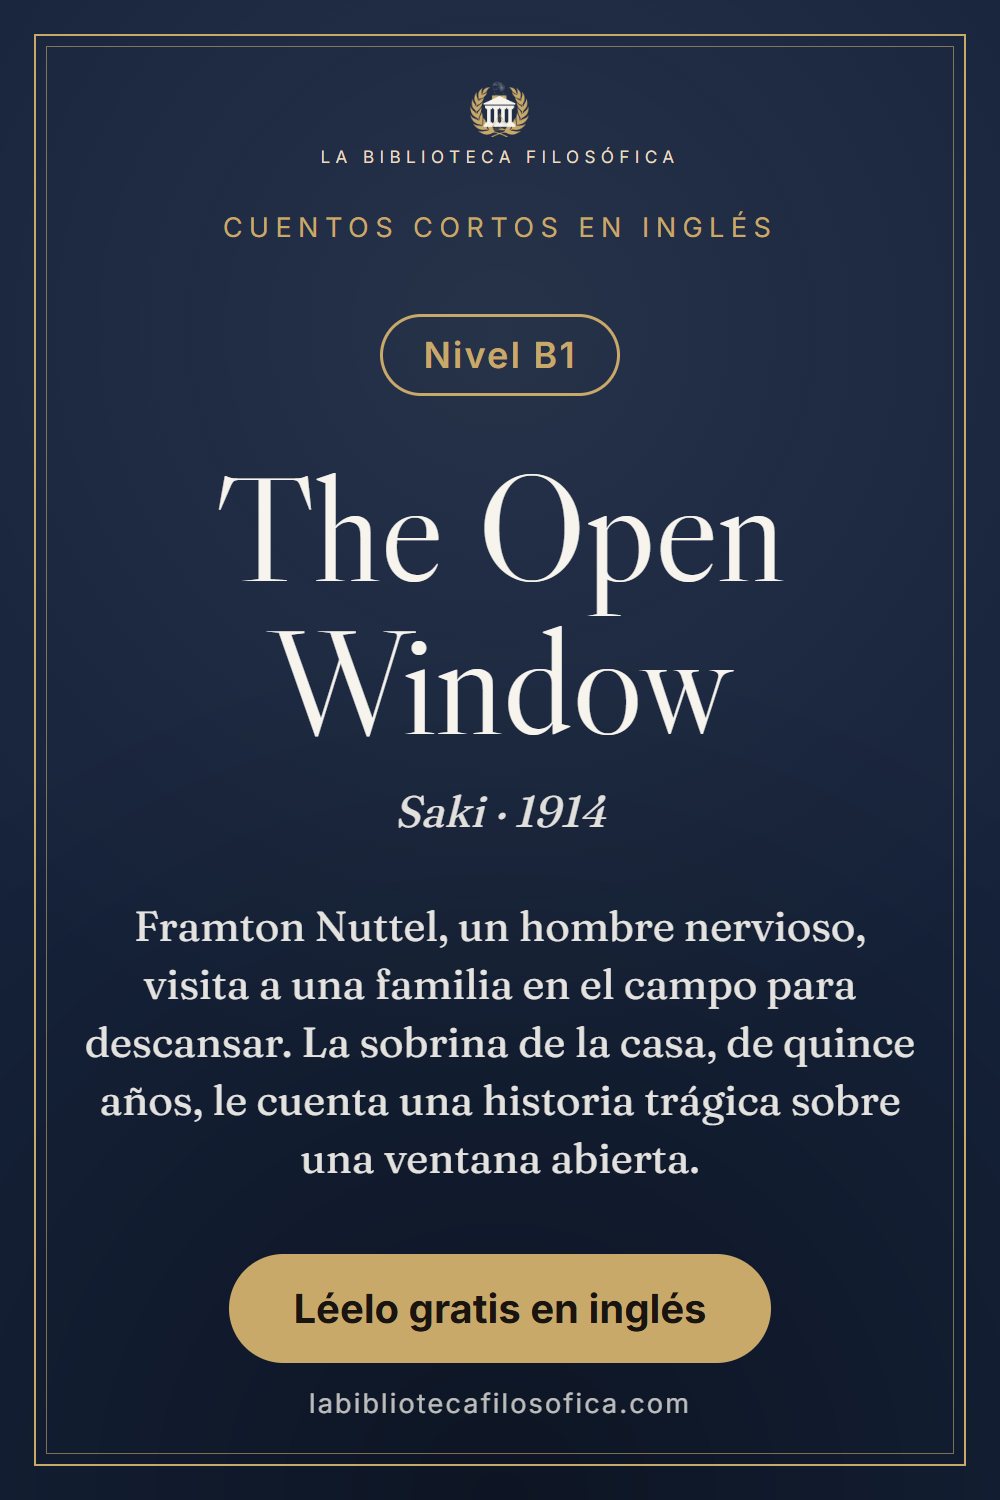 LA BIBLIOTECA FILOSÓFICA
CUENTOS CORTOS EN INGLÉS
Nivel B1
The Open
Window
Saki · 1914
Framton Nuttel, un hombre nervioso,
visita a una familia en el campo para
descansar. La sobrina de la casa, de quince
años, le cuenta una historia trágica sobre
una ventana abierta.
Léelo gratis en inglés
labibliotecafilosofica.com